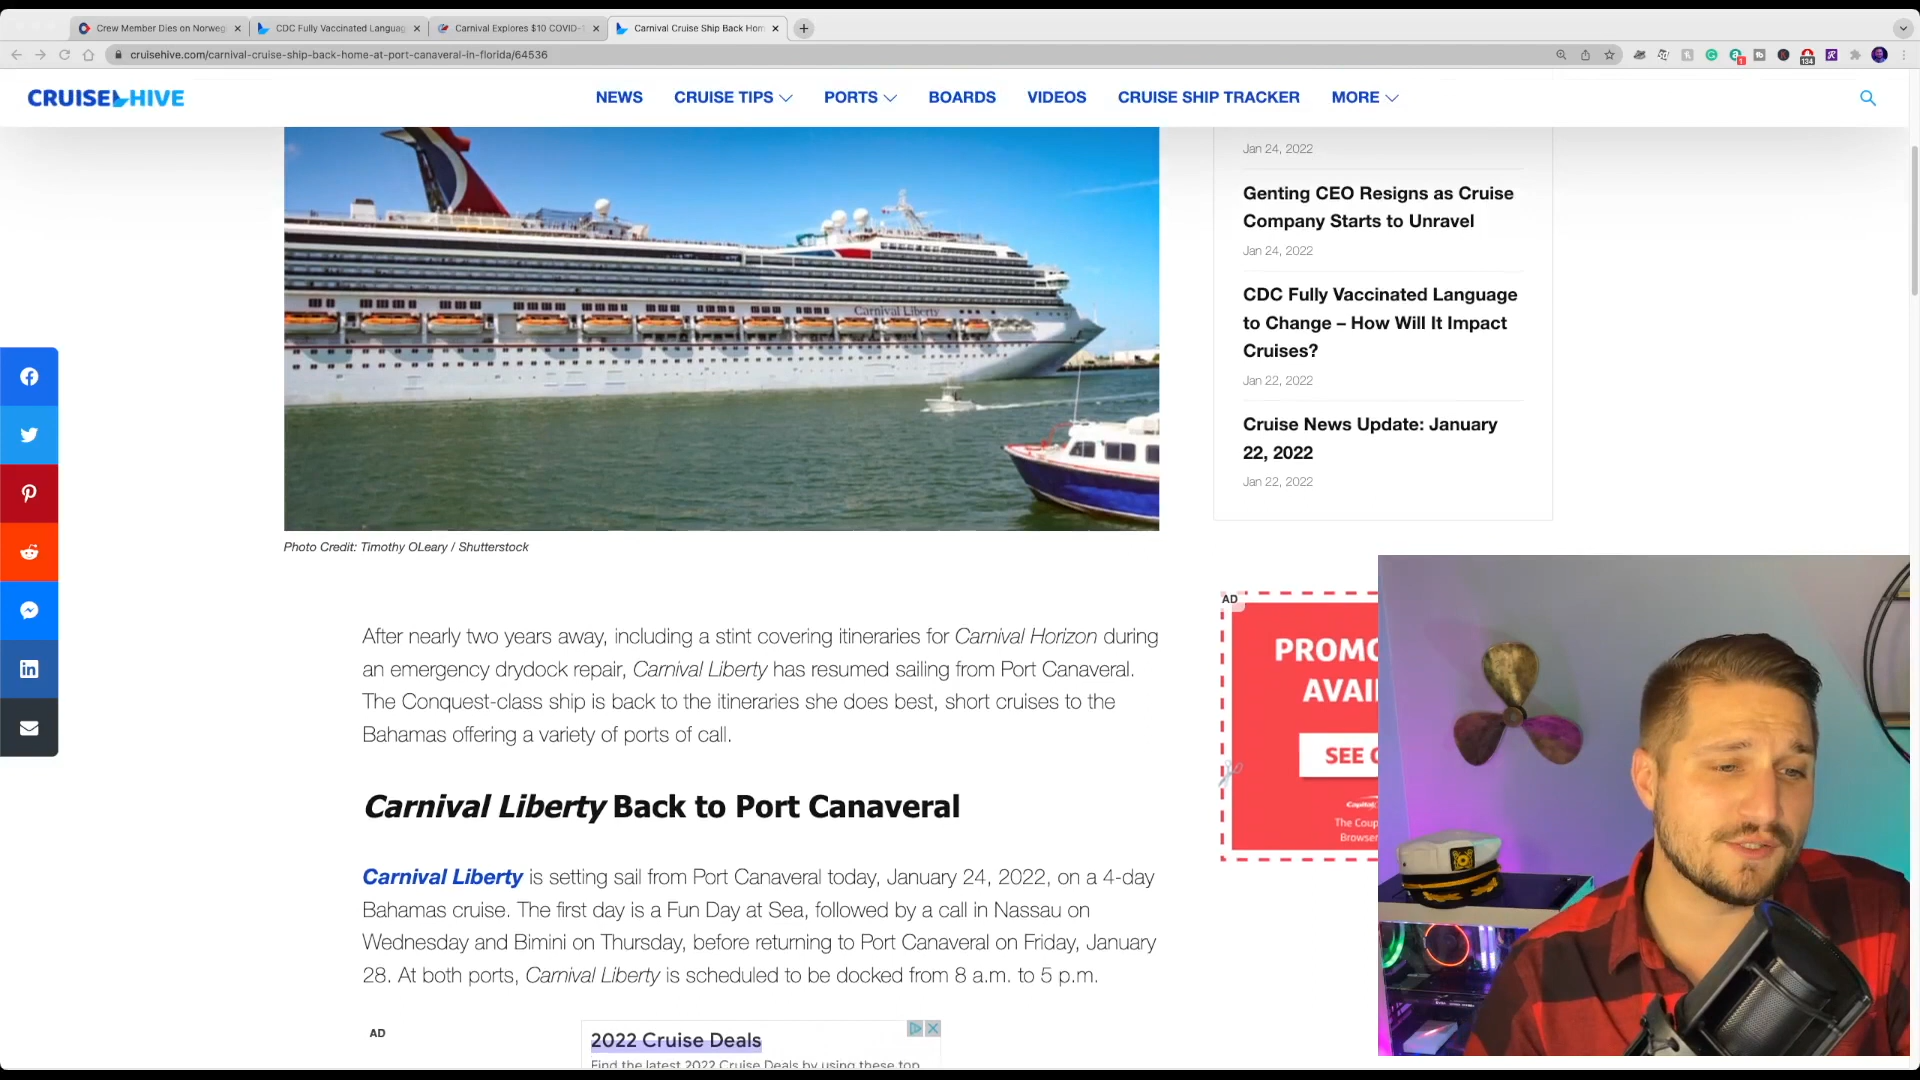 Crew Member Dies on Norweg
CDC Fully Vaccinated Languag
Carnival Explores $10 COVID-1
Carnival Cruise Ship Back Hom
cruisehive.com/carnival-cruise-ship-back-home-at-port-canaveral-in-florida/64536
1
134
CRUISE HIVE
NEWS
CRUISE TIPS
PORTS
BOARDS
VIDEOS
CRUISE SHIP TRACKER
MORE
Carnival Liberty
Photo Credit: Timothy OLeary / Shutterstock
After nearly two years away, including a stint covering itineraries for Carnival Horizon during
an emergency drydock repair, Carnival Liberty has resumed sailing from Port Canaveral.
The Conquest-class ship is back to the itineraries she does best, short cruises to the
Bahamas offering a variety of ports of call.
Carnival Liberty Back to Port Canaveral
Carnival Liberty is setting sail from Port Canaveral today, January 24, 2022, on a 4-day
Bahamas cruise. The first day is a Fun Day at Sea, followed by a call in Nassau on
Wednesday and Bimini on Thursday, before returning to Port Canaveral on Friday, January
28. At both ports, Carnival Liberty is scheduled to be docked from 8 a.m. to 5 p.m.
AD
2022 Cruise Deals
Find the latest 2022 Cruise Deals by using these top
Jan 24, 2022
Genting CEO Resigns as Cruise
Company Starts to Unravel
Jan 24, 2022
CDC Fully Vaccinated Language
to Change – How Will It Impact
Cruises?
Jan 22, 2022
Cruise News Update: January
22, 2022
Jan 22, 2022
AD
PROMO
AVAI
SEE
Capital
The Coup
Browser